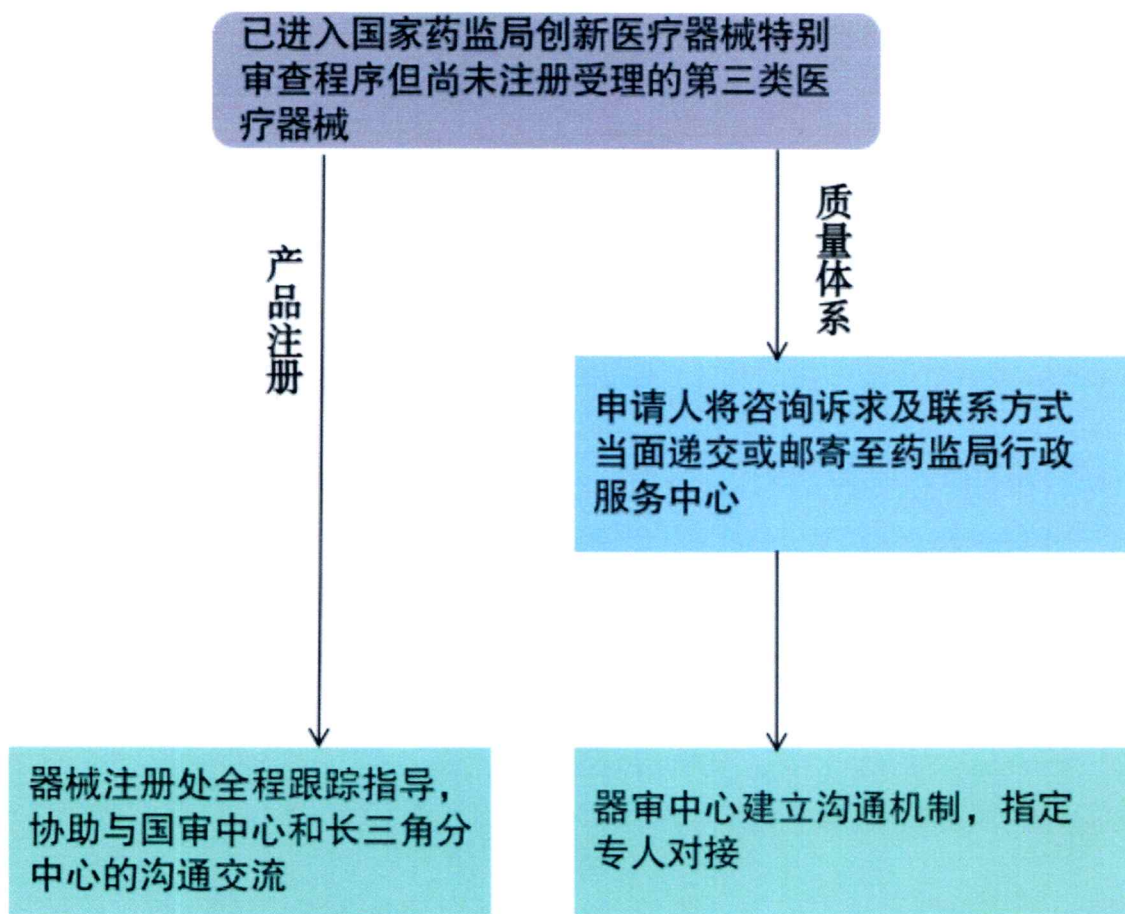 已进入国家药监局创新医疗器械特别
审查程序但尚未注册受理的第三类医
疗器械
产品注册
质量体系
申请人将咨询诉求及联系方式
当面递交或邮寄至药监局行政
服务中心
器械注册处全程跟踪指导，
协助与国审中心和长三角分
中心的沟通交流
器审中心建立沟通机制，指定
专人对接